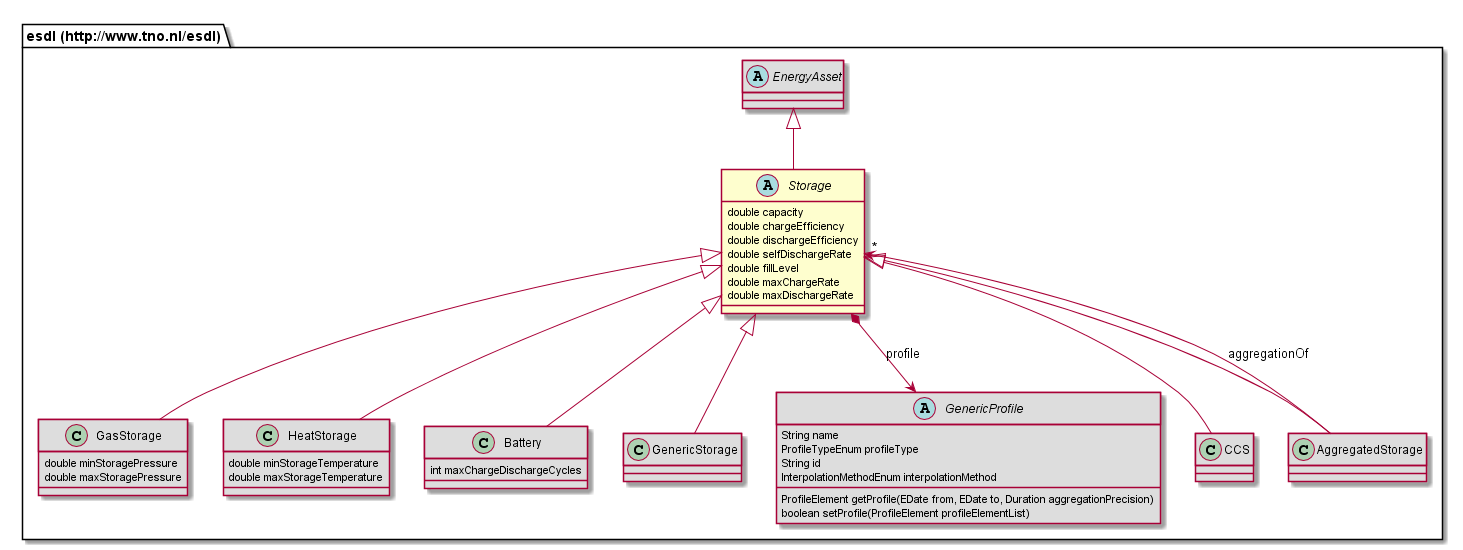 esdl (http://www.tno.nl/esdl)
A EnergyAsset
A Storage
double capacity
double chargeEfficiency
double dischargeEfficiency
double selfDischargeRate
double fillLevel
double maxChargeRate
double maxDischargeRate
*
profile
aggregationOf
C GasStorage
double minStoragePressure
double maxStoragePressure
C HeatStorage
double minStorageTemperature
double maxStorageTemperature
C Battery
int maxChargeDischargeCycles
C GenericStorage
A GenericProfile
String name
ProfileTypeEnum profileType
String id
InterpolationMethodEnum interpolationMethod
ProfileElement getProfile(EDate from, EDate to, Duration aggregationPrecision)
boolean setProfile(ProfileElement profileElementList)
C CCS
C AggregatedStorage